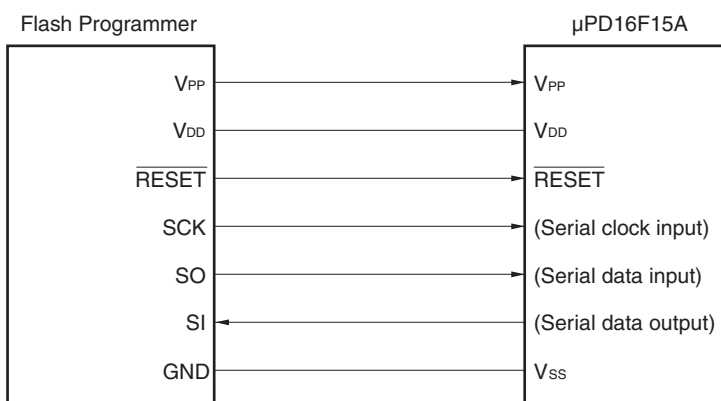 Flash Programmer µPD16F15A
VPP VPP
VDD VDD
RESET RESET
SCK (Serial clock input)
SO (Serial data input)
SI (Serial data output)
GND VSS